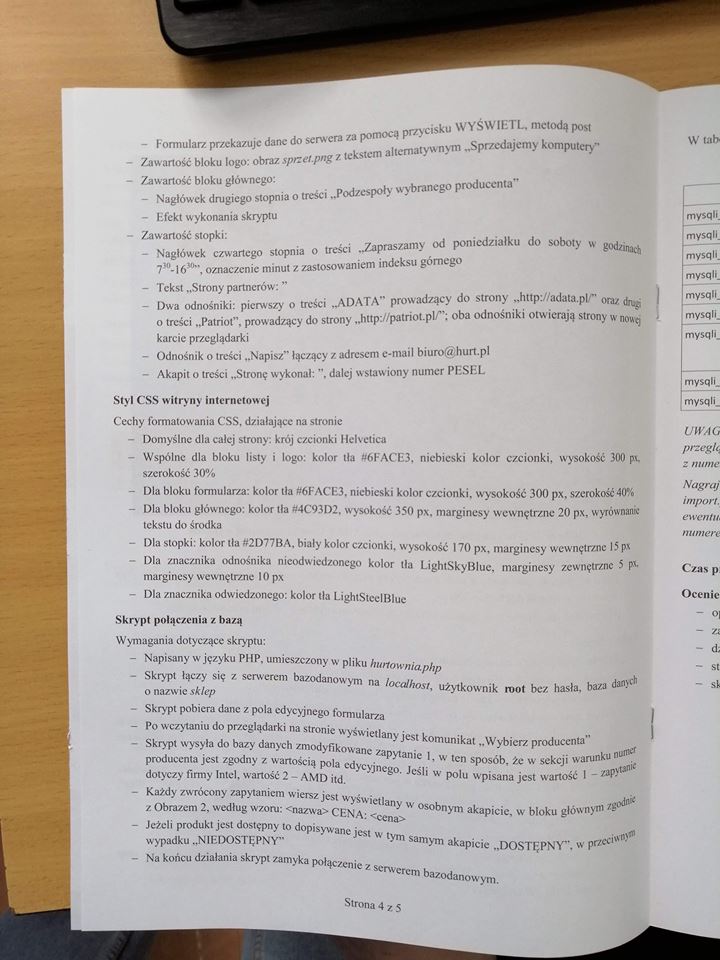 – Formularz przekazuje dane do serwera za pomocą przycisku WYŚWIETL, metodą post
– Zawartość bloku logo: obraz sprzet.png z tekstem alternatywnym „Sprzedajemy komputery”
– Zawartość bloku głównego:
– Nagłówek drugiego stopnia o treści „Podzespoły wybranego producenta”
– Efekt wykonania skryptu
– Zawartość stopki:
– Nagłówek czwartego stopnia o treści „Zapraszamy od poniedziałku do soboty w godzinach
7³⁰-16³⁰”, oznaczenie minut z zastosowaniem indeksu górnego
– Tekst „Strony partnerów: ”
– Dwa odnośniki: pierwszy o treści „ADATA” prowadzący do strony „http://adata.pl/” oraz drugi
o treści „Patriot”, prowadzący do strony „http://patriot.pl/”; oba odnośniki otwierają strony w nowej
karcie przeglądarki
– Odnośnik o treści „Napisz” łączący z adresem e-mail biuro@hurt.pl
– Akapit o treści „Stronę wykonał: ”, dalej wstawiony numer PESEL
Styl CSS witryny internetowej
Cechy formatowania CSS, działające na stronie
– Domyślne dla całej strony: krój czcionki Helvetica
– Wspólne dla bloku listy i logo: kolor tła #6FACE3, niebieski kolor czcionki, wysokość 300 px,
szerokość 30%
– Dla bloku formularza: kolor tła #6FACE3, niebieski kolor czcionki, wysokość 300 px, szerokość 40%
– Dla bloku głównego: kolor tła #4C93D2, wysokość 350 px, marginesy wewnętrzne 20 px, wyrównanie
tekstu do środka
– Dla stopki: kolor tła #2D77BA, biały kolor czcionki, wysokość 170 px, marginesy wewnętrzne 15 px
– Dla znacznika odnośnika nieodwiedzonego kolor tła LightSkyBlue, marginesy zewnętrzne 5 px,
marginesy wewnętrzne 10 px
– Dla znacznika odwiedzonego: kolor tła LightSteelBlue
Skrypt połączenia z bazą
Wymagania dotyczące skryptu:
– Napisany w języku PHP, umieszczony w pliku hurtownia.php
– Skrypt łączy się z serwerem bazodanowym na localhost, użytkownik root bez hasła, baza danych
o nazwie sklep
– Skrypt pobiera dane z pola edycyjnego formularza
– Po wczytaniu do przeglądarki na stronie wyświetlany jest komunikat „Wybierz producenta”
– Skrypt wysyła do bazy danych zmodyfikowane zapytanie 1, w ten sposób, że w sekcji warunku numer
producenta jest zgodny z wartością pola edycyjnego. Jeśli w polu wpisana jest wartość 1 – zapytanie
dotyczy firmy Intel, wartość 2 – AMD itd.
– Każdy zwrócony zapytaniem wiersz jest wyświetlany w osobnym akapicie, w bloku głównym zgodnie
z Obrazem 2, według wzoru: <nazwa> CENA: <cena>
– Jeżeli produkt jest dostępny to dopisywane jest w tym samym akapicie „DOSTĘPNY”, w przeciwnym
wypadku „NIEDOSTĘPNY”
– Na końcu działania skrypt zamyka połączenie z serwerem bazodanowym.
Strona 4 z 5
W tab
mysqli_
mysqli_
mysqli_
mysqli_
mysqli_
mysqli_
mysqli_
mysqli_
mysqli_
UWAG
przeglą
z nume
Nagraj
import.
ewentu
numere
Czas p
Ocenie
– o
– za
– d
– st
– sk